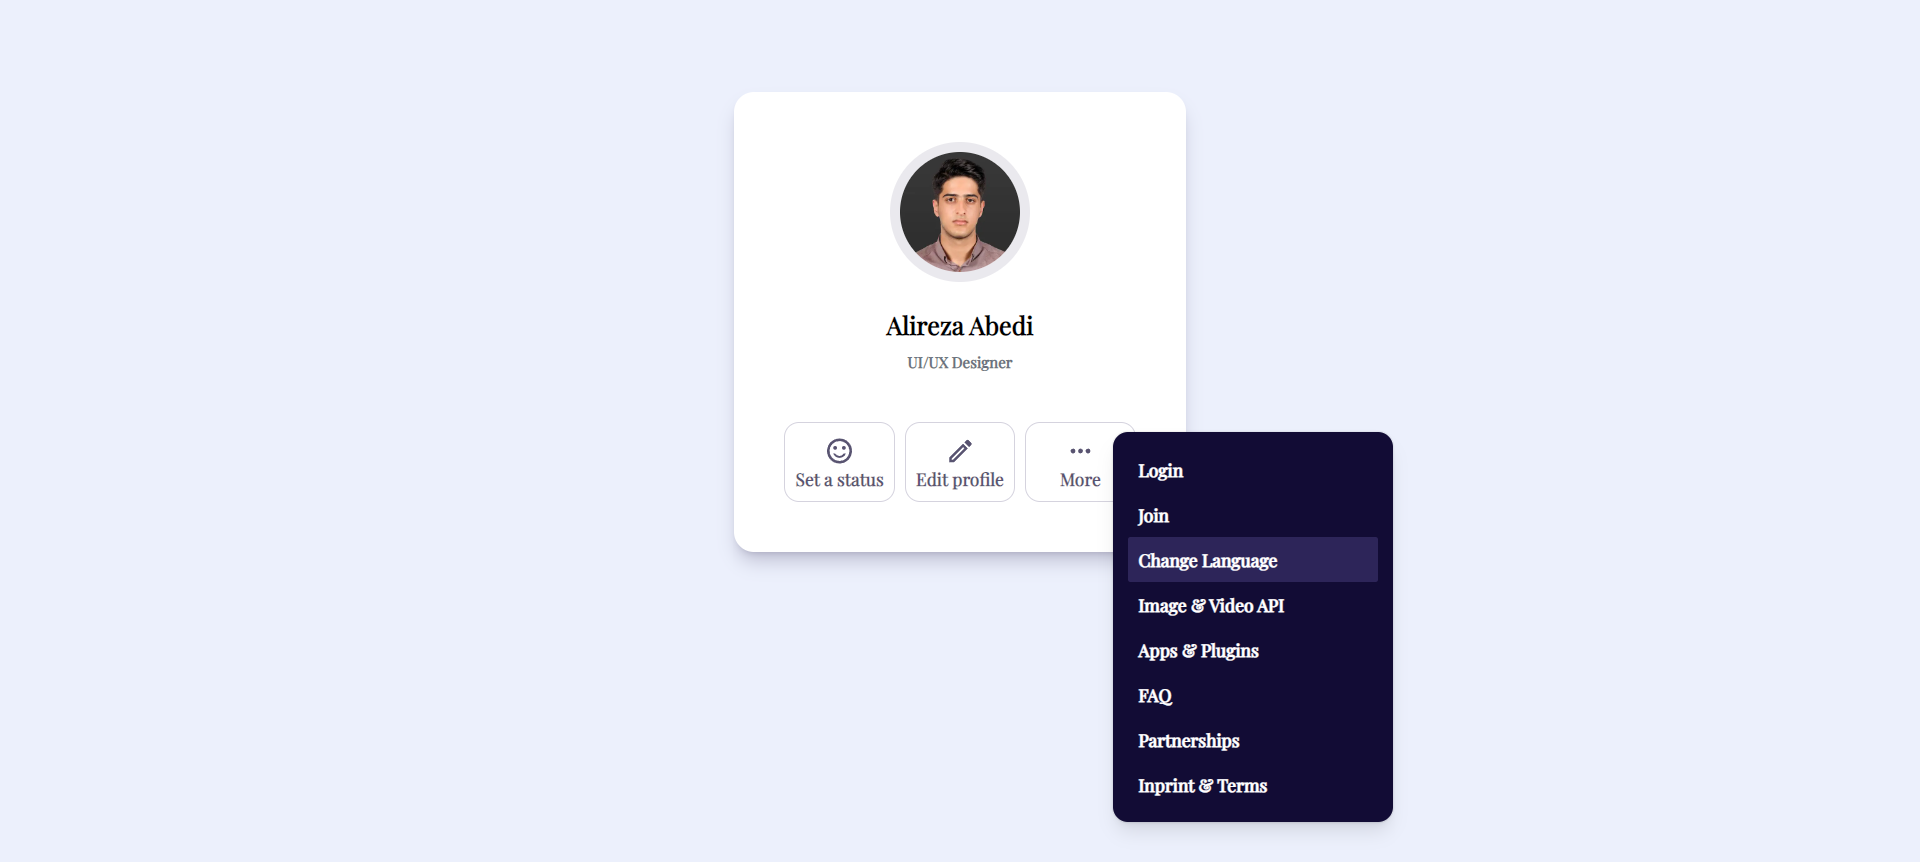 Alireza Abedi
UI/UX Designer
Set a status
Edit profile
More
Login
Join
Change Language
Image & Video API
Apps & Plugins
FAQ
Partnerships
Inprint & Terms